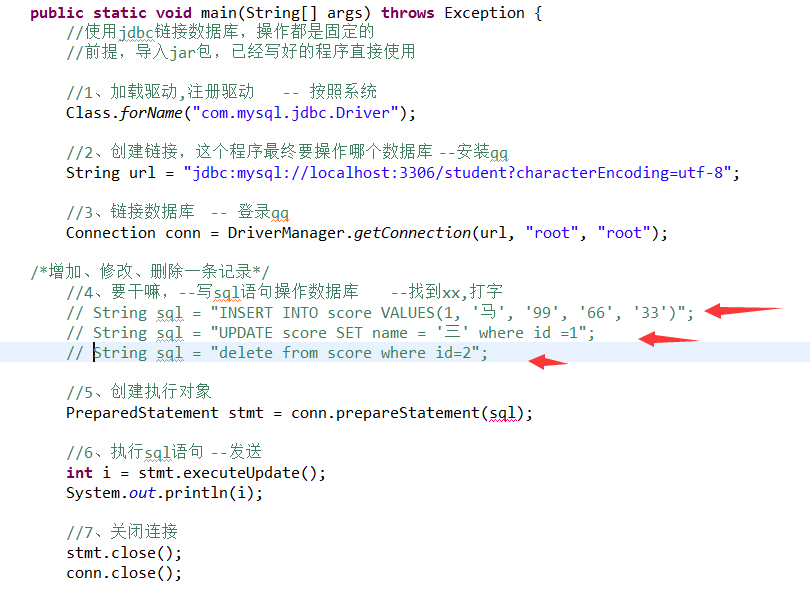 public static void main(String[] args) throws Exception {
//使用jdbc链接数据库，操作都是固定的
//前提，导入jar包，已经写好的程序直接使用
//1、加载驱动,注册驱动   -- 按照系统
Class.forName("com.mysql.jdbc.Driver");
//2、创建链接，这个程序最终要操作哪个数据库 --安装qq
String url = "jdbc:mysql://localhost:3306/student?characterEncoding=utf-8";
//3、链接数据库  -- 登录qq
Connection conn = DriverManager.getConnection(url, "root", "root");
/*增加、修改、删除一条记录*/
//4、要干嘛，--写sql语句操作数据库   --找到xx,打字
// String sql = "INSERT INTO score VALUES(1, '马', '99', '66', '33')";
// String sql = "UPDATE score SET name = '三' where id =1";
// String sql = "delete from score where id=2";
//5、创建执行对象
PreparedStatement stmt = conn.prepareStatement(sql);
//6、执行sql语句 --发送
int i = stmt.executeUpdate();
System.out.println(i);
//7、关闭连接
stmt.close();
conn.close();